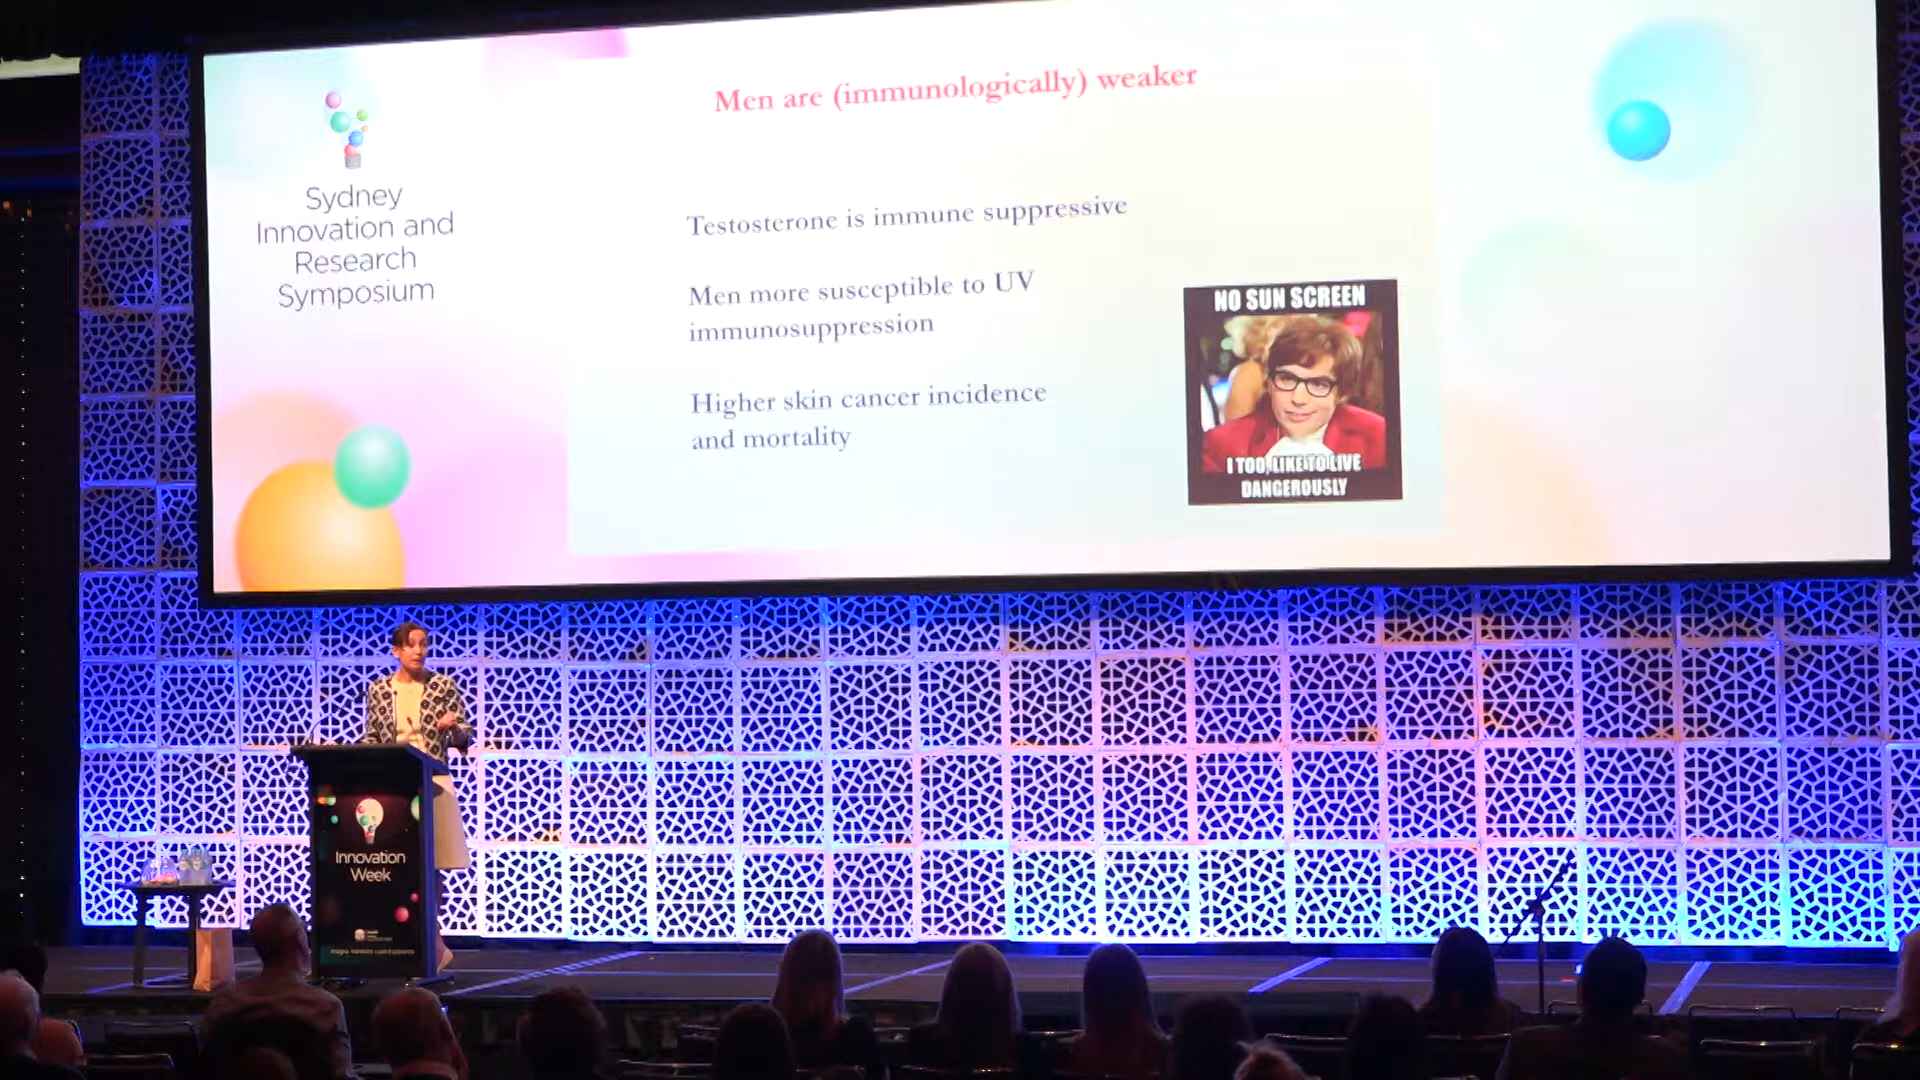 Men are (immunologically) weaker
Sydney
Innovation and
Research
Symposium
Testosterone is immune suppressive
Men more susceptible to UV
immunosuppression
Higher skin cancer incidence
and mortality
NO SUN SCREEN
I TOO, LIKE TO LIVE
DANGEROUSLY
Innovation
Week